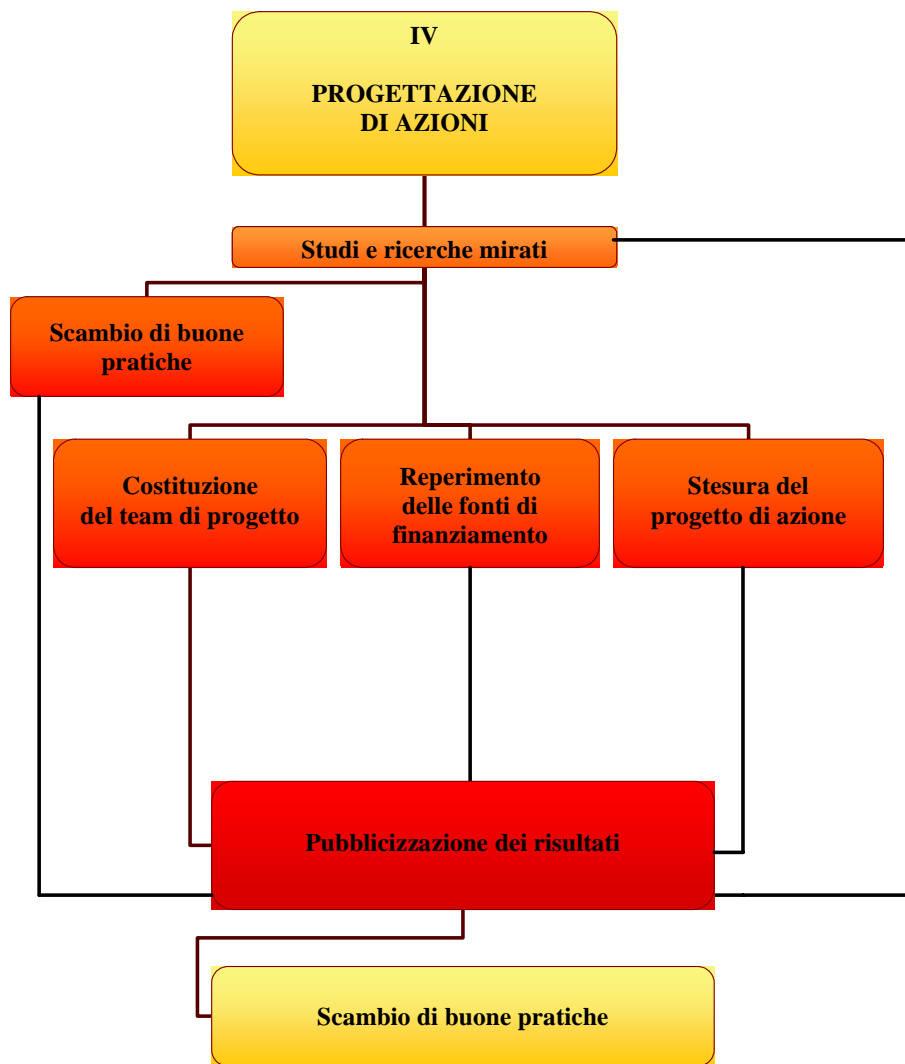 IV
PROGETTAZIONE
DI AZIONI
Studi e ricerche mirati
Scambio di buone
pratiche
Costituzione
del team di progetto
Reperimento
delle fonti di
finanziamento
Stesura del
progetto di azione
Pubblicizzazione dei risultati
Scambio di buone pratiche